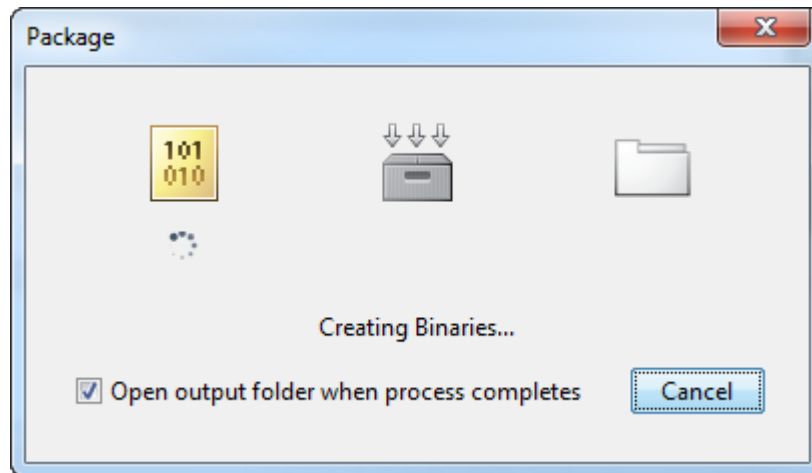 Package
101
010
Creating Binaries...
Open output folder when process completes
Cancel